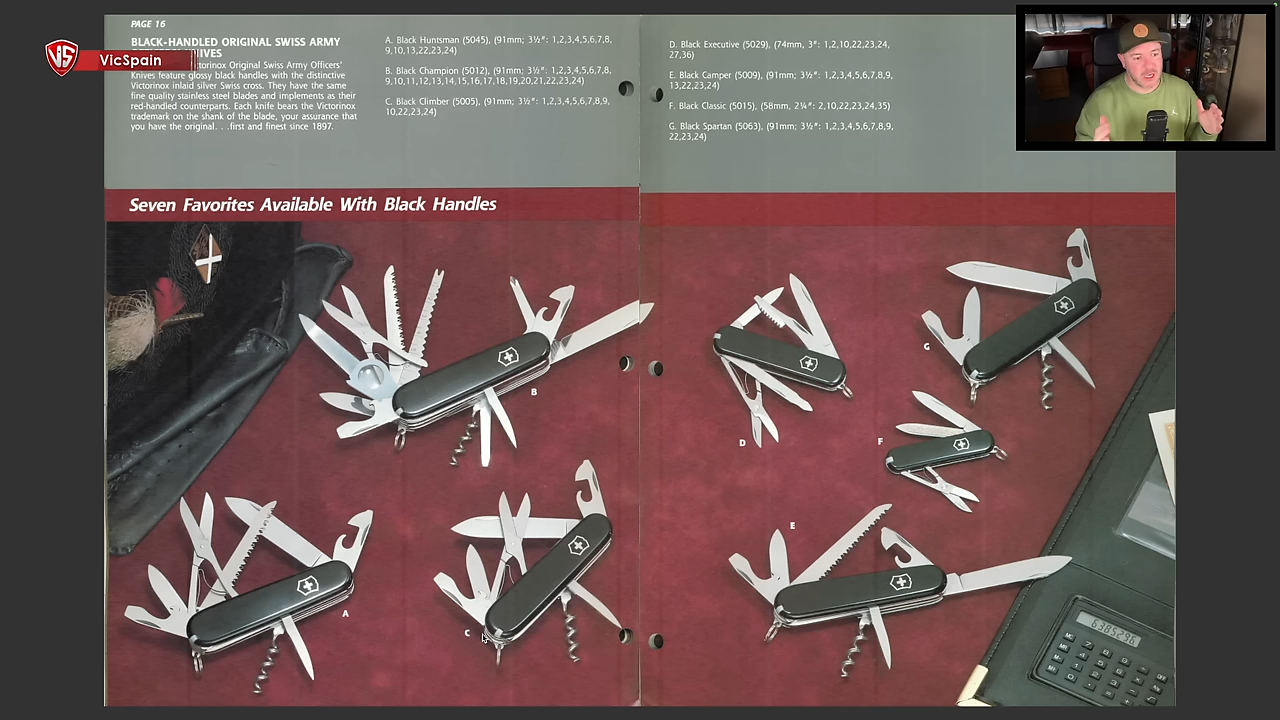 PAGE 16
BLACK-HANDLED ORIGINAL SWISS ARMY
VS
VicSpain
Original Swiss Army Officers'
Knives feature glossy black handles with the distinctive
Victorinox inlaid silver Swiss cross. They have the same
fine quality stainless steel blades and implements as their
red-handled counterparts. Each knife bears the Victorinox
trademark on the shank of the blade, your assurance that
you have the original. . .first and finest since 1897.
A. Black Huntsman (5045), (91mm; 3½": 1,2,3,4,5,6,7,8,
9,10,13,22,23,24)
B. Black Champion (5012), (91mm; 3½": 1,2,3,4,5,6,7,8,
9,10,11,12,13,14,15,16,17,18,19,20,21,22,23,24)
C. Black Climber (5005), (91mm; 3½": 1,2,3,4,5,6,7,8,9,
10,22,23,24)
D. Black Executive (5029), (74mm, 3": 1,2,10,22,23,24,
27,36)
E. Black Camper (5009), (91mm; 3½": 1,2,3,4,5,6,7,8,9,
13,22,23,24)
F. Black Classic (5015), (58mm, 2¼": 2,10,22,23,24,35)
G. Black Spartan (5063), (91mm; 3½": 1,2,3,4,5,6,7,8,9,
22,23,24)
Seven Favorites Available With Black Handles
B
G
D
F
E
A
C